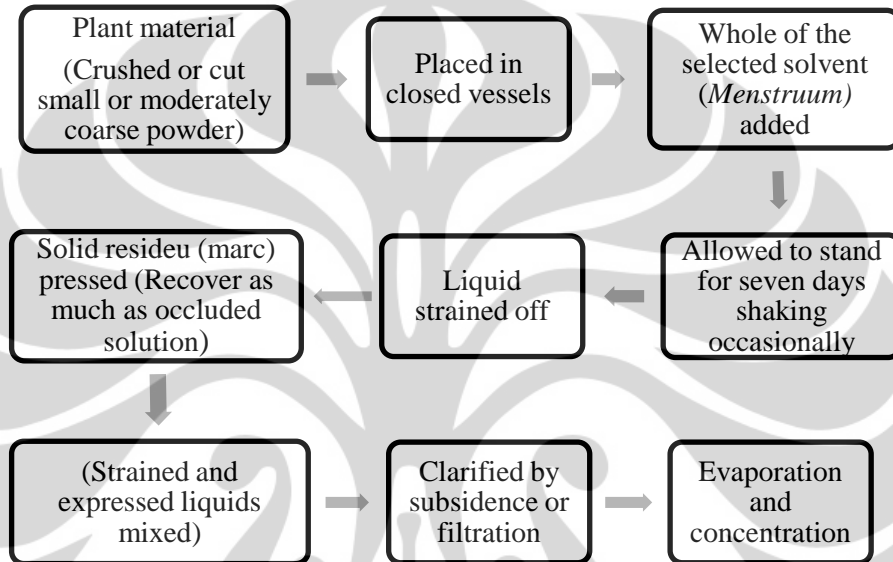 Plant material
(Crushed or cut
small or moderately
coarse powder)
Placed in
closed vessels
Whole of the
selected solvent
(Menstruum)
added
Allowed to stand
for seven days
shaking
occasionally
Liquid
strained off
Solid resideu (marc)
pressed (Recover as
much as occluded
solution)
(Strained and
expressed liquids
mixed)
Clarified by
subsidence or
filtration
Evaporation
and
concentration